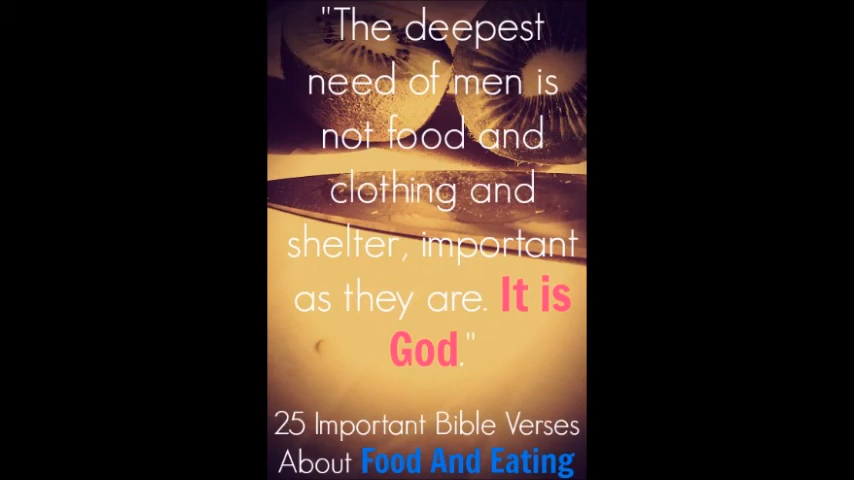 "The deepest
need of men is
not food and
clothing and
shelter, important
as they are. It is
God."
25 Important Bible Verses
About Food And Eating